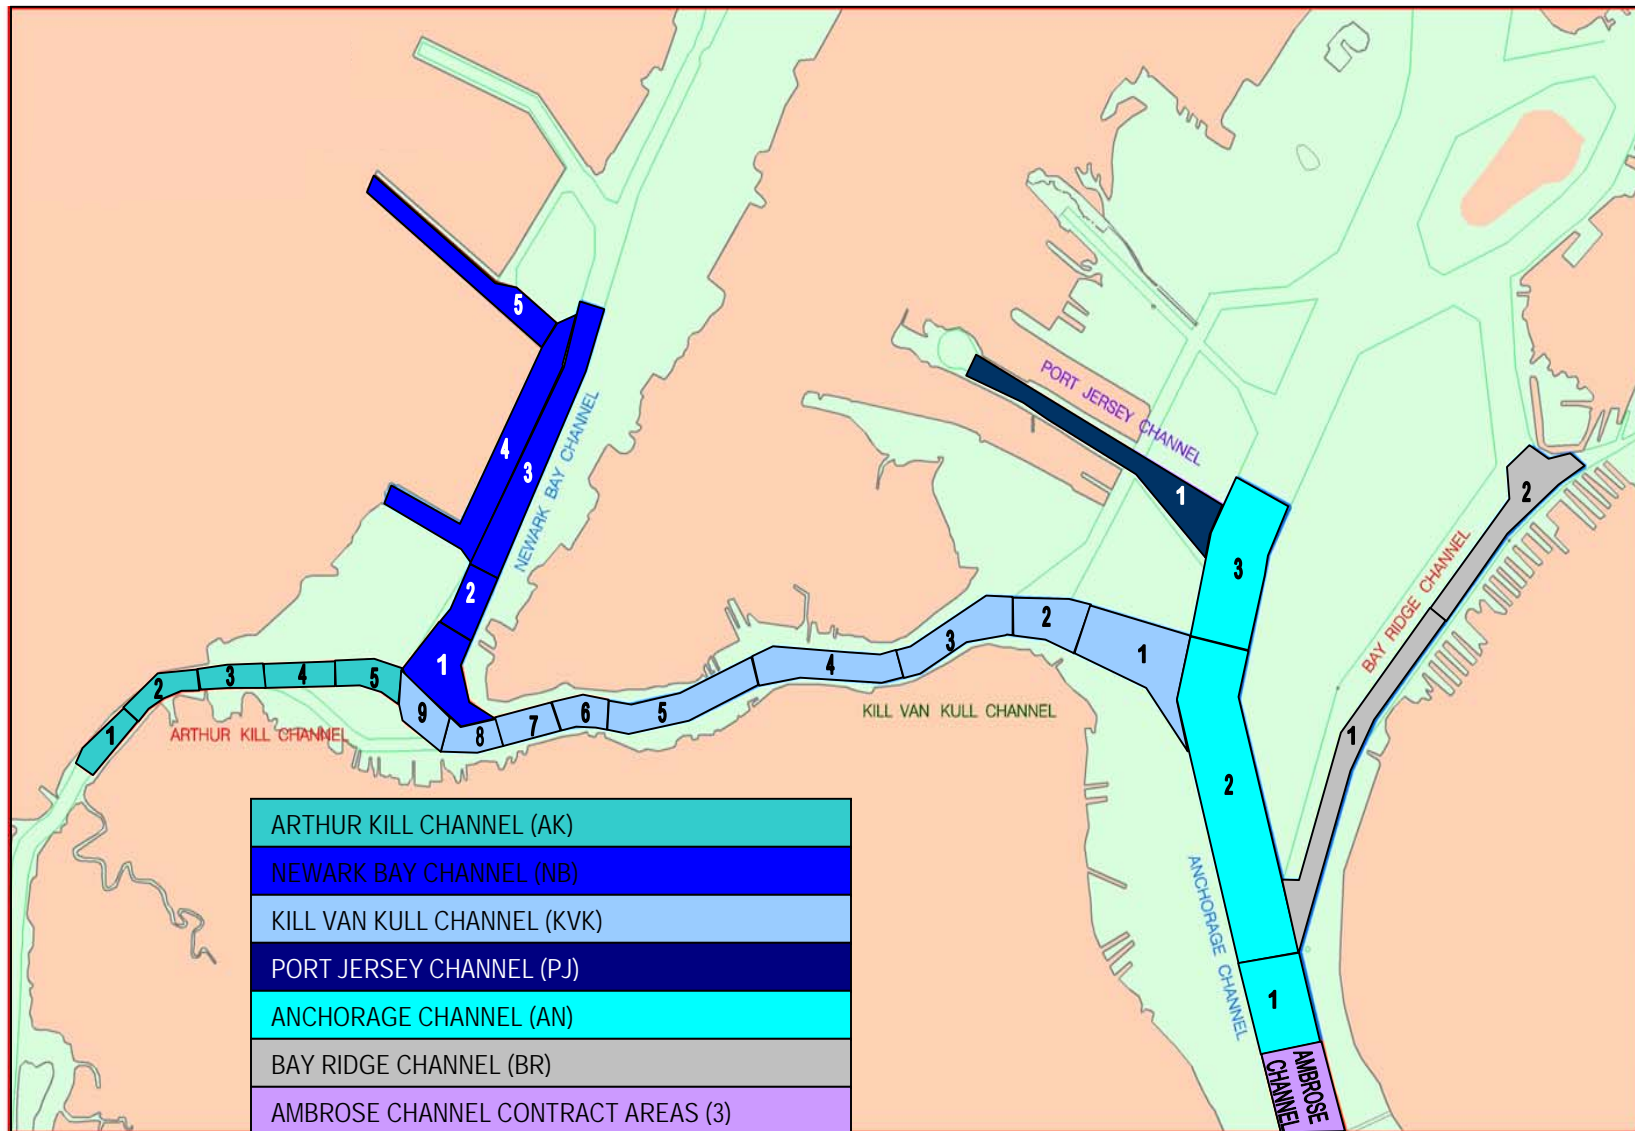 5
4
3
NEWARK BAY CHANNEL
2
1
PORT JERSEY CHANNEL
1
3
2
BAY RIDGE CHANNEL
1
2
1
2
3
4
5
6
7
8
9
KILL VAN KULL CHANNEL
1
2
3
4
5
ARTHUR KILL CHANNEL
2
ANCHORAGE CHANNEL
1
AMBROSE
CHANNEL
ARTHUR KILL CHANNEL (AK)
NEWARK BAY CHANNEL (NB)
KILL VAN KULL CHANNEL (KVK)
PORT JERSEY CHANNEL (PJ)
ANCHORAGE CHANNEL (AN)
BAY RIDGE CHANNEL (BR)
AMBROSE CHANNEL CONTRACT AREAS (3)